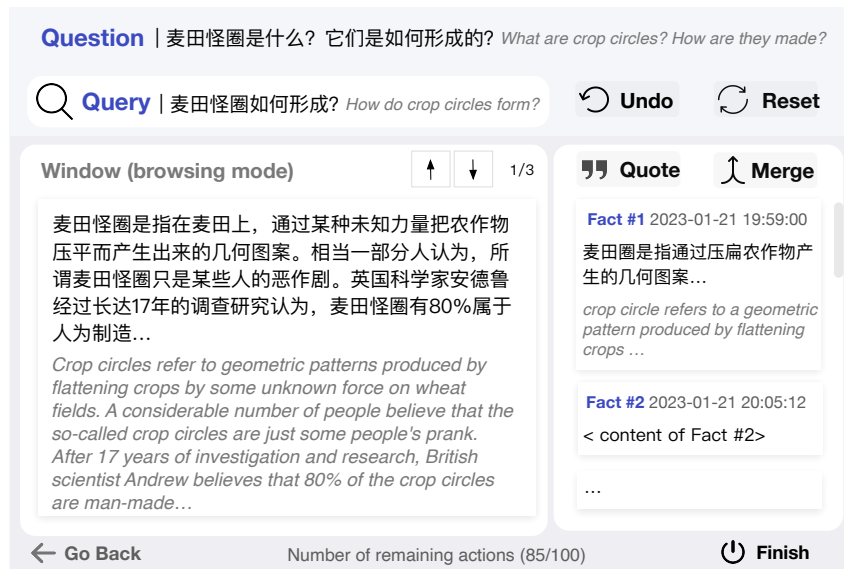 Question | 麦田怪圈是什么？它们是如何形成的? What are crop circles? How are they made?
Query | 麦田怪圈如何形成? How do crop circles form?
Undo
Reset
Window (browsing mode)
1/3
麦田怪圈是指在麦田上，通过某种未知力量把农作物
压平而产生出来的几何图案。相当一部分人认为，所
谓麦田怪圈只是某些人的恶作剧。英国科学家安德鲁
经过长达17年的调查研究认为，麦田怪圈有80%属于
人为制造…
Crop circles refer to geometric patterns produced by
flattening crops by some unknown force on wheat
fields. A considerable number of people believe that the
so-called crop circles are just some people's prank.
After 17 years of investigation and research, British
scientist Andrew believes that 80% of the crop circles
are man-made…
Quote
Merge
Fact #1 2023-01-21 19:59:00
麦田圈是指通过压扁农作物产
生的几何图案…
crop circle refers to a geometric
pattern produced by flattening
crops …
Fact #2 2023-01-21 20:05:12
< content of Fact #2>
…
Go Back
Number of remaining actions (85/100)
Finish